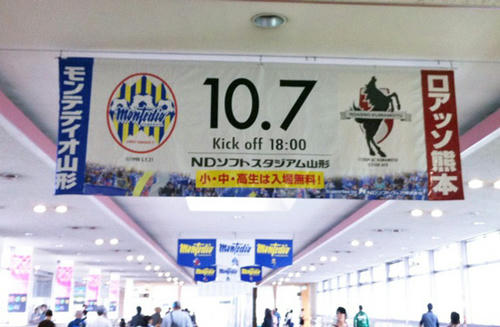 モンテディオ山形
Montedio
10.7
Kick off 18:00
NDソフトスタジアム山形
小・中・高生は入場無料!
ロアッソ熊本
Montedio
Montedio
Montedio